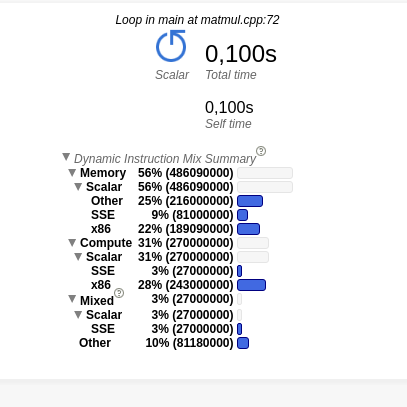 Loop in main at matmul.cpp:72
0,100s
Scalar Total time
0,100s
Self time
Dynamic Instruction Mix Summary
Memory 56% (486090000)
Scalar 56% (486090000)
Other 25% (216000000)
SSE 9% (81000000)
x86 22% (189090000)
Compute 31% (270000000)
Scalar 31% (270000000)
SSE 3% (27000000)
x86 28% (243000000)
Mixed 3% (27000000)
Scalar 3% (27000000)
SSE 3% (27000000)
Other 10% (81180000)